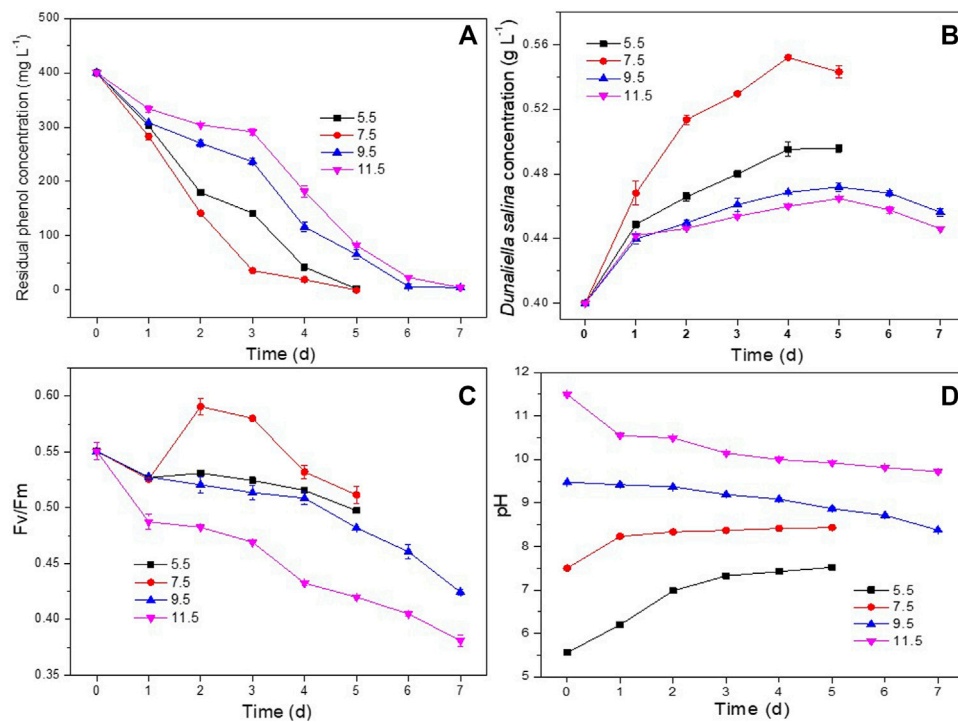 A
Residual phenol concentration (mg L⁻¹)
500
400
300
200
100
0
5.5
7.5
9.5
11.5
0 1 2 3 4 5 6 7
Time (d)
B
Dunaliella salina concentration (g L⁻¹)
0.56
0.52
0.48
0.44
0.40
5.5
7.5
9.5
11.5
0 1 2 3 4 5 6 7
Time (d)
C
Fv/Fm
0.60
0.55
0.50
0.45
0.40
0.35
5.5
7.5
9.5
11.5
0 1 2 3 4 5 6 7
Time (d)
D
pH
12
11
10
9
8
7
6
5
5.5
7.5
9.5
11.5
0 1 2 3 4 5 6 7
Time (d)